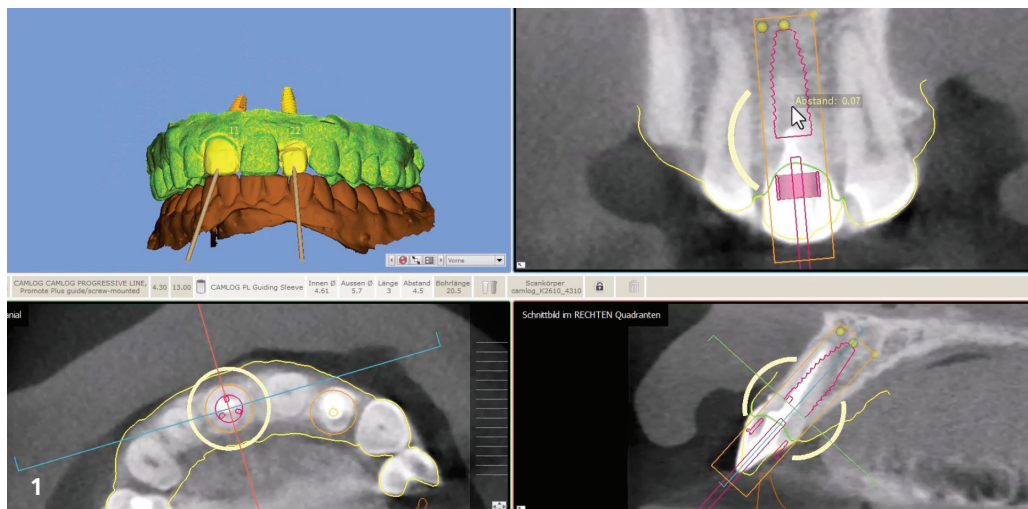 11
22
Vorne
Abstand: 0.07
CAMLOG CAMLOG PROGRESSIVE LINE,
Promote Plus guide/screw-mounted
4.30
13.00
CAMLOG PL Guiding Sleeve
Innen Ø
4.61
Aussen Ø
5.7
Länge
3
Abstand
4.5
Bohrlänge
20.5
Scankörper
camlog_K2610_4310
anial
Schnittbild im RECHTEN Quadranten
1